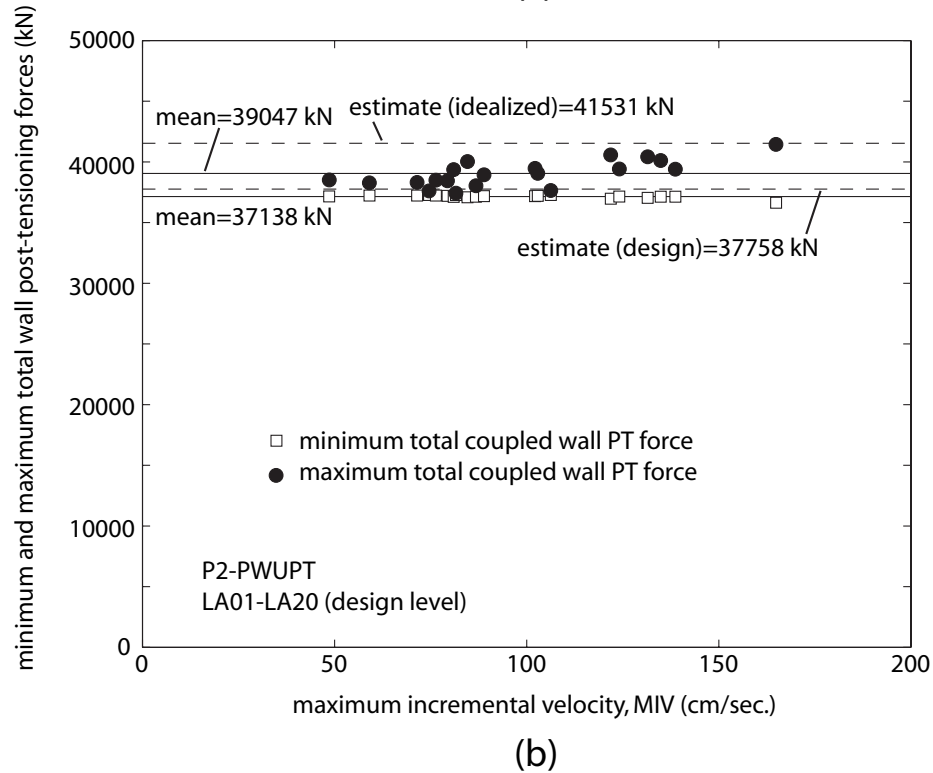 minimum and maximum total wall post-tensioning forces (kN)
50000
40000
30000
20000
10000
0
mean=39047 kN
estimate (idealized)=41531 kN
mean=37138 kN
estimate (design)=37758 kN
minimum total coupled wall PT force
maximum total coupled wall PT force
P2-PWUPT
LA01-LA20 (design level)
0 50 100 150 200
maximum incremental velocity, MIV (cm/sec.)
(b)